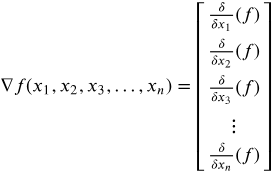 ∇f(x₁, x₂, x₃, …, xₙ) = [ δ/δx₁ (f)
δ/δx₂ (f)
δ/δx₃ (f)
⋮
δ/δxₙ (f) ]